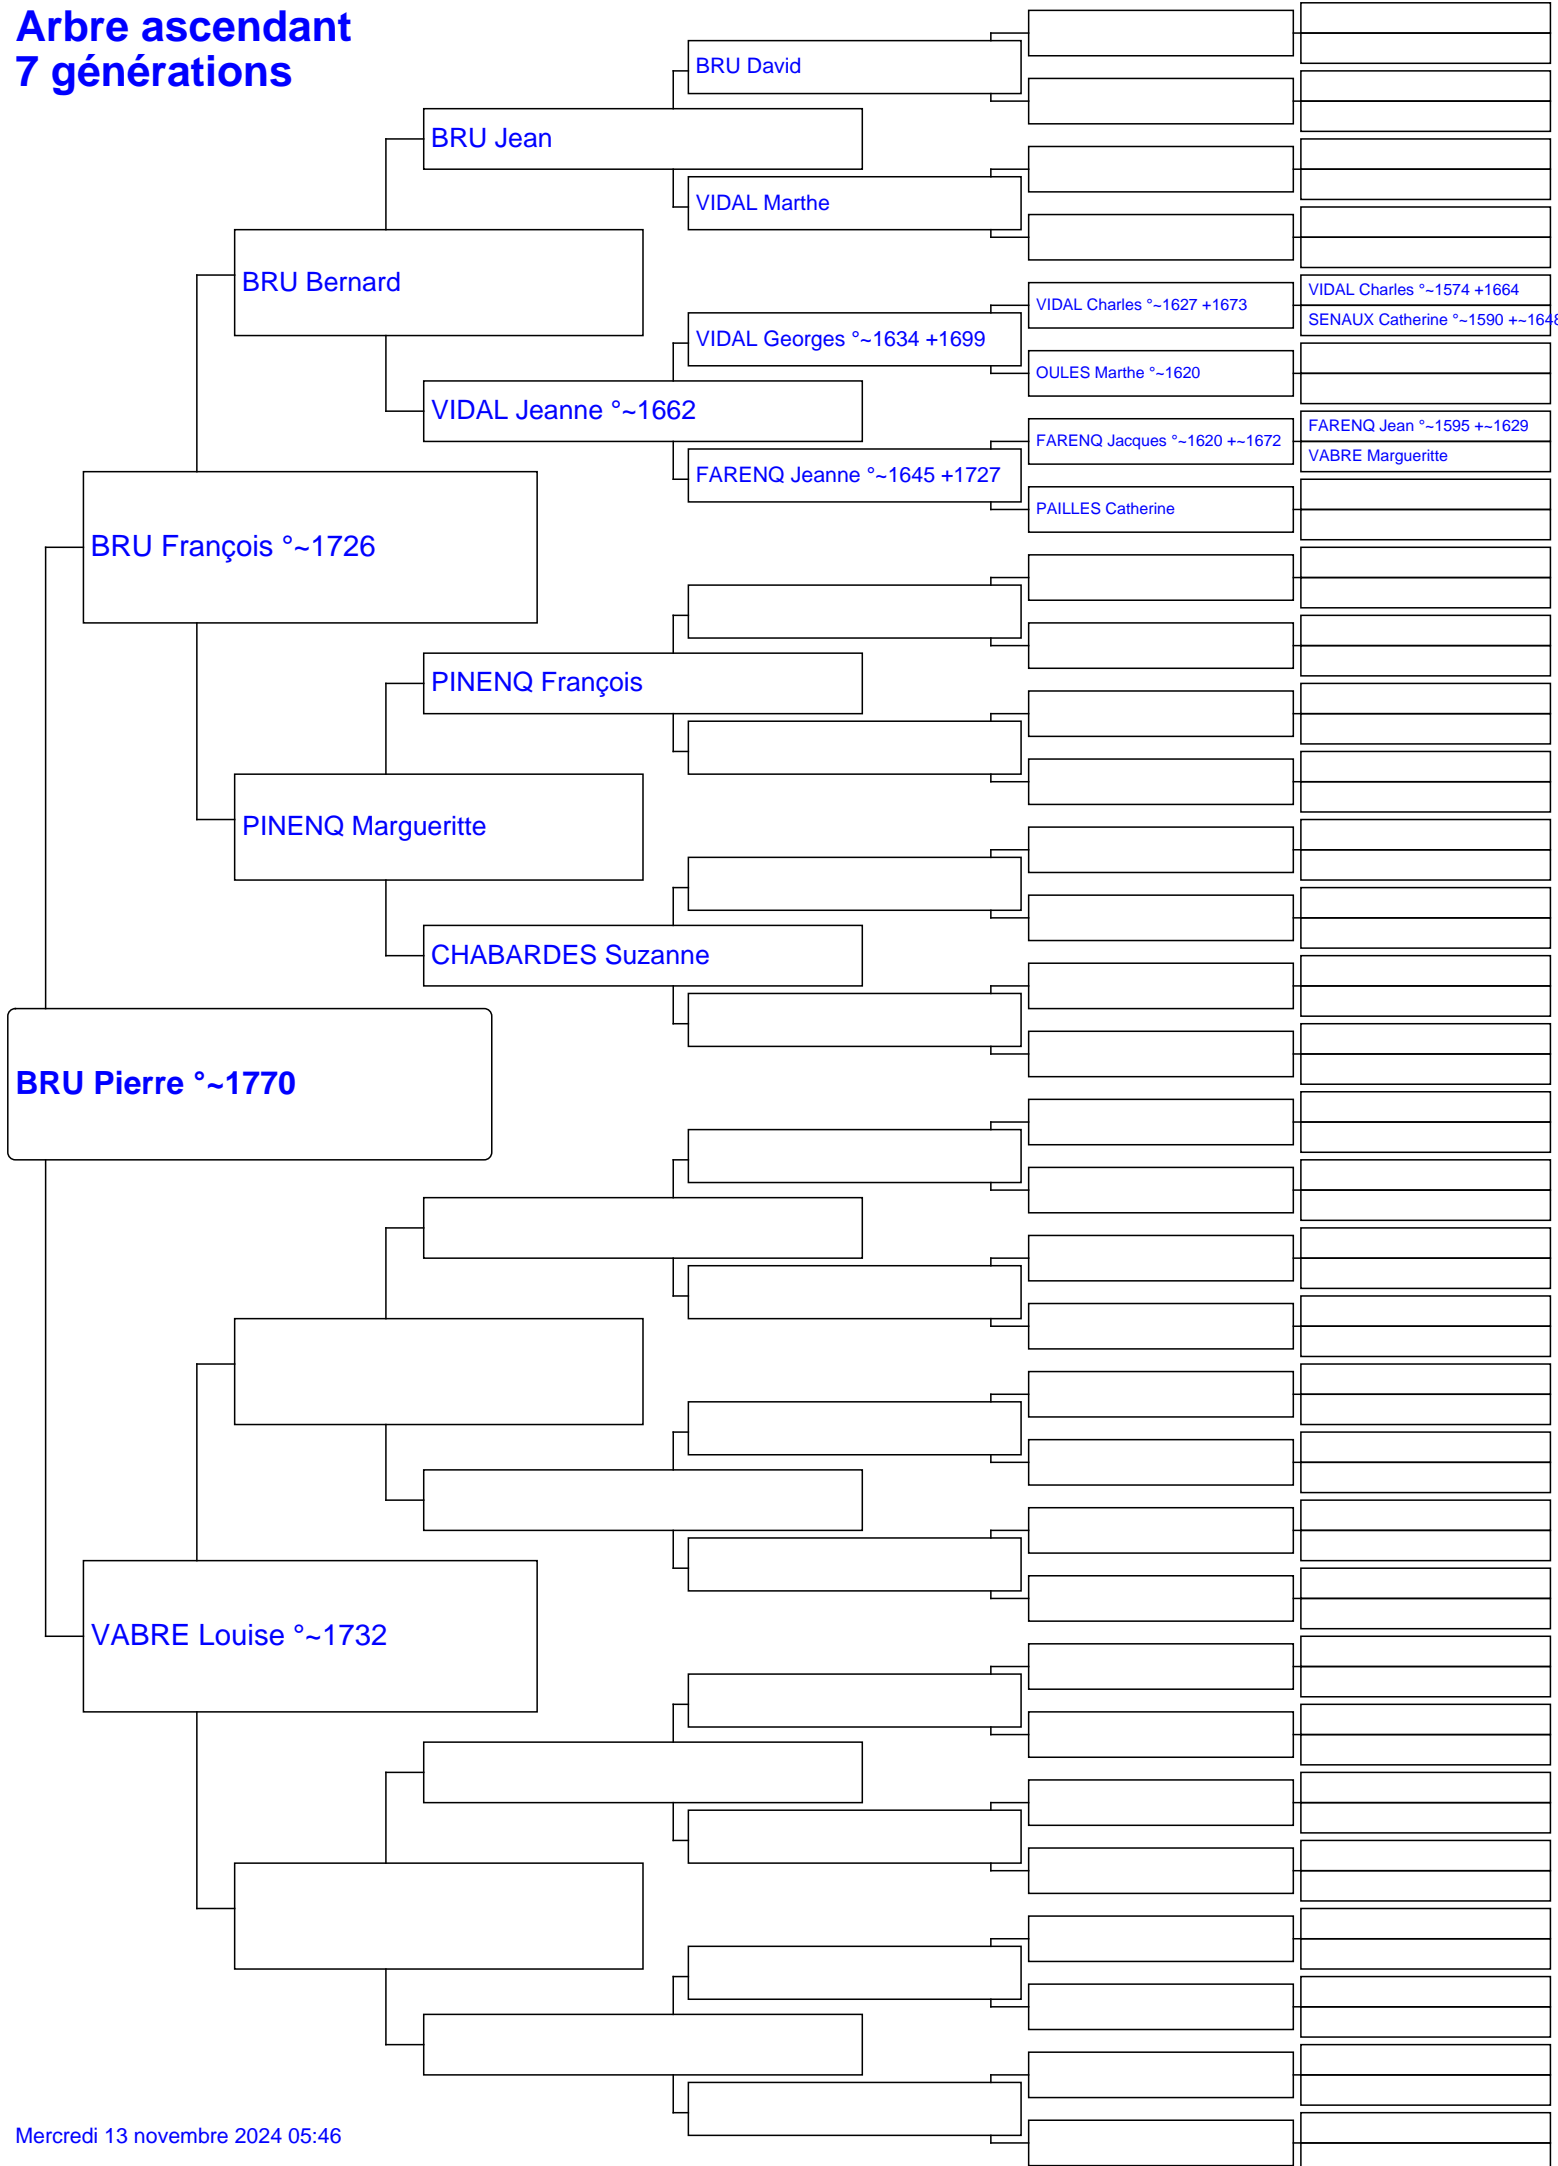 Arbre ascendant
7 générations
BRU David
BRU Jean
VIDAL Marthe
BRU Bernard
VIDAL Charles °~1574 +1664
VIDAL Charles °~1627 +1673
SENAUX Catherine °~1590 +~1648
VIDAL Georges °~1634 +1699
OULES Marthe °~1620
VIDAL Jeanne °~1662
FARENQ Jean °~1595 +~1629
FARENQ Jacques °~1620 +~1672
VABRE Margueritte
FARENQ Jeanne °~1645 +1727
PAILLES Catherine
BRU François °~1726
PINENQ François
PINENQ Margueritte
CHABARDES Suzanne
BRU Pierre °~1770
VABRE Louise °~1732
Mercredi 13 novembre 2024 05:46